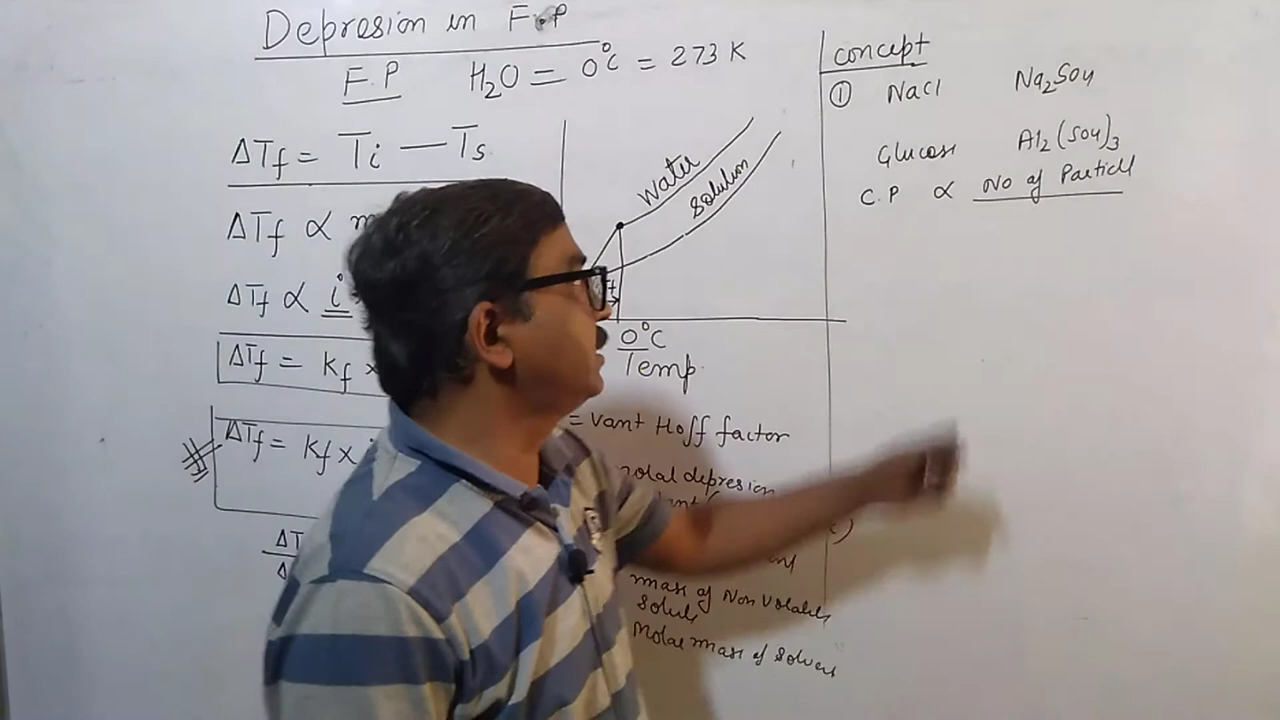 Depresion in F.P
F.P H₂O = 0°C = 273 K
ΔTf = Ti — Ts
ΔTf ∝ m
ΔTf ∝ i
ΔTf = Kf ×
ΔTf = Kf ×
ΔT
Δ
Water
Solution
0°C
Temp.
= Vant Hoff factor
molal depresion
mass of Non Volatile
Solute
Molar mass of Solvent
concept
① NaCl Na₂SO₄
Glucose Al₂(SO₄)₃
C.P ∝ No of Particle